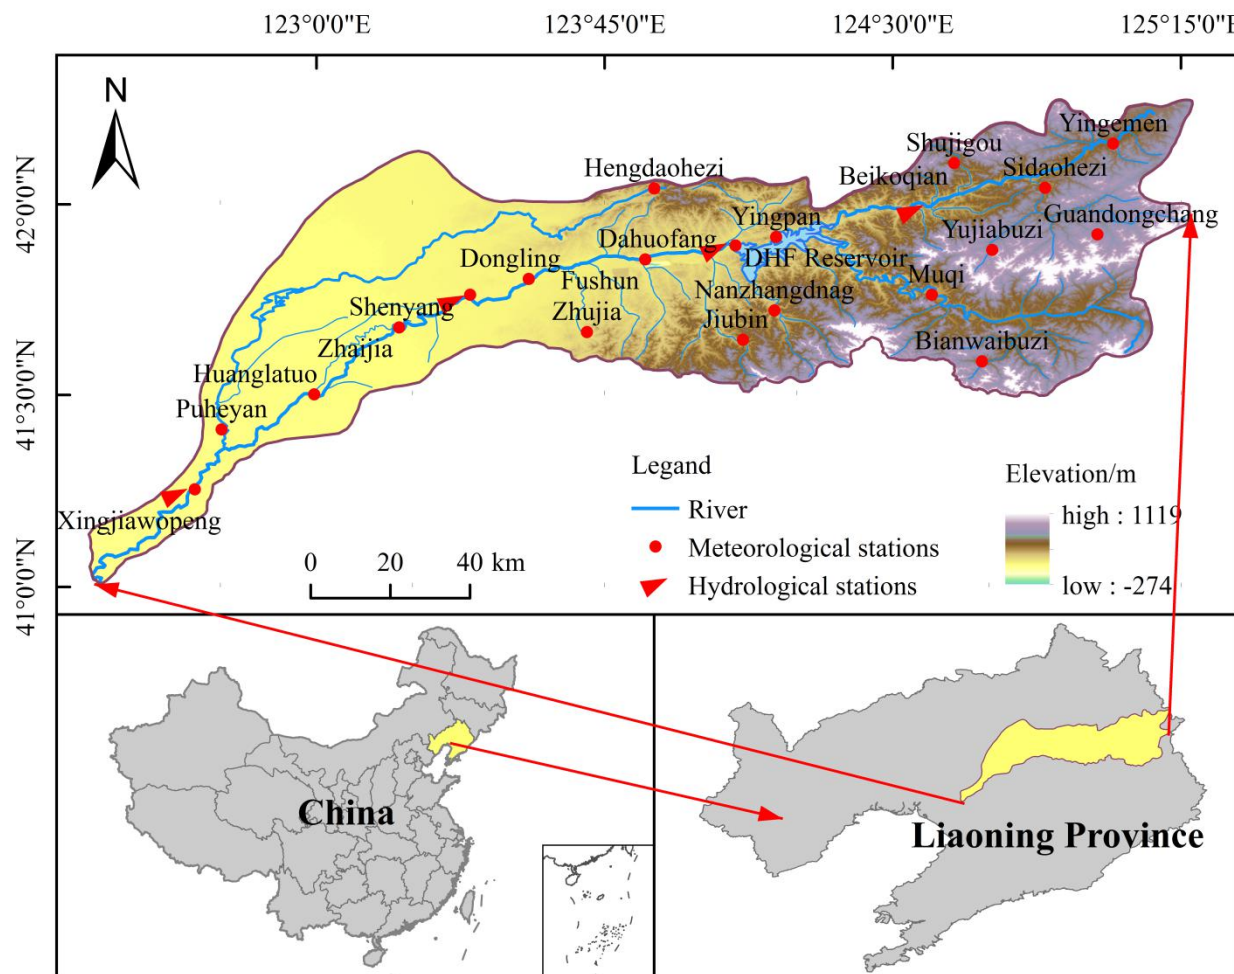 123°0'0"E
123°45'0"E
124°30'0"E
125°15'0"E
N
42°0'0"N
41°30'0"N
41°0'0"N
Yingemen
Shujigou
Sidaohezi
Hengdaohezi
Beikoqian
Guandongchang
Yingpan
Yujiabuzi
Dahuofang
DHF Reservoir
Dongling
Muqi
Fushun
Nanzhangdnag
Shenyang
Zhujia
Jiubin
Zhaijia
Bianwaibuzi
Huanglatuo
Puheyan
Xingjiawopeng
Legand
River
Meteorological stations
Hydrological stations
Elevation/m
high : 1119
low : -274
0 20 40 km
China
Liaoning Province